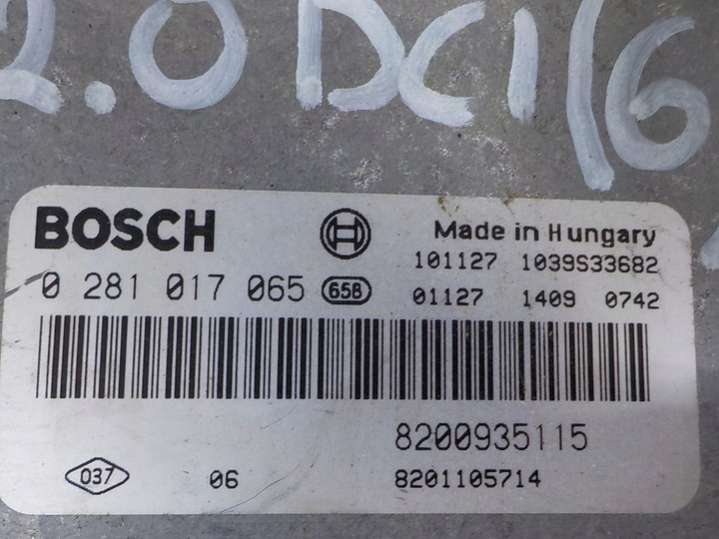 2.0 DCI 16
BOSCH Made in Hungary
101127 1039S33682
0 281 017 065 658 01127 1409 0742
8200935115
037 06 8201105714